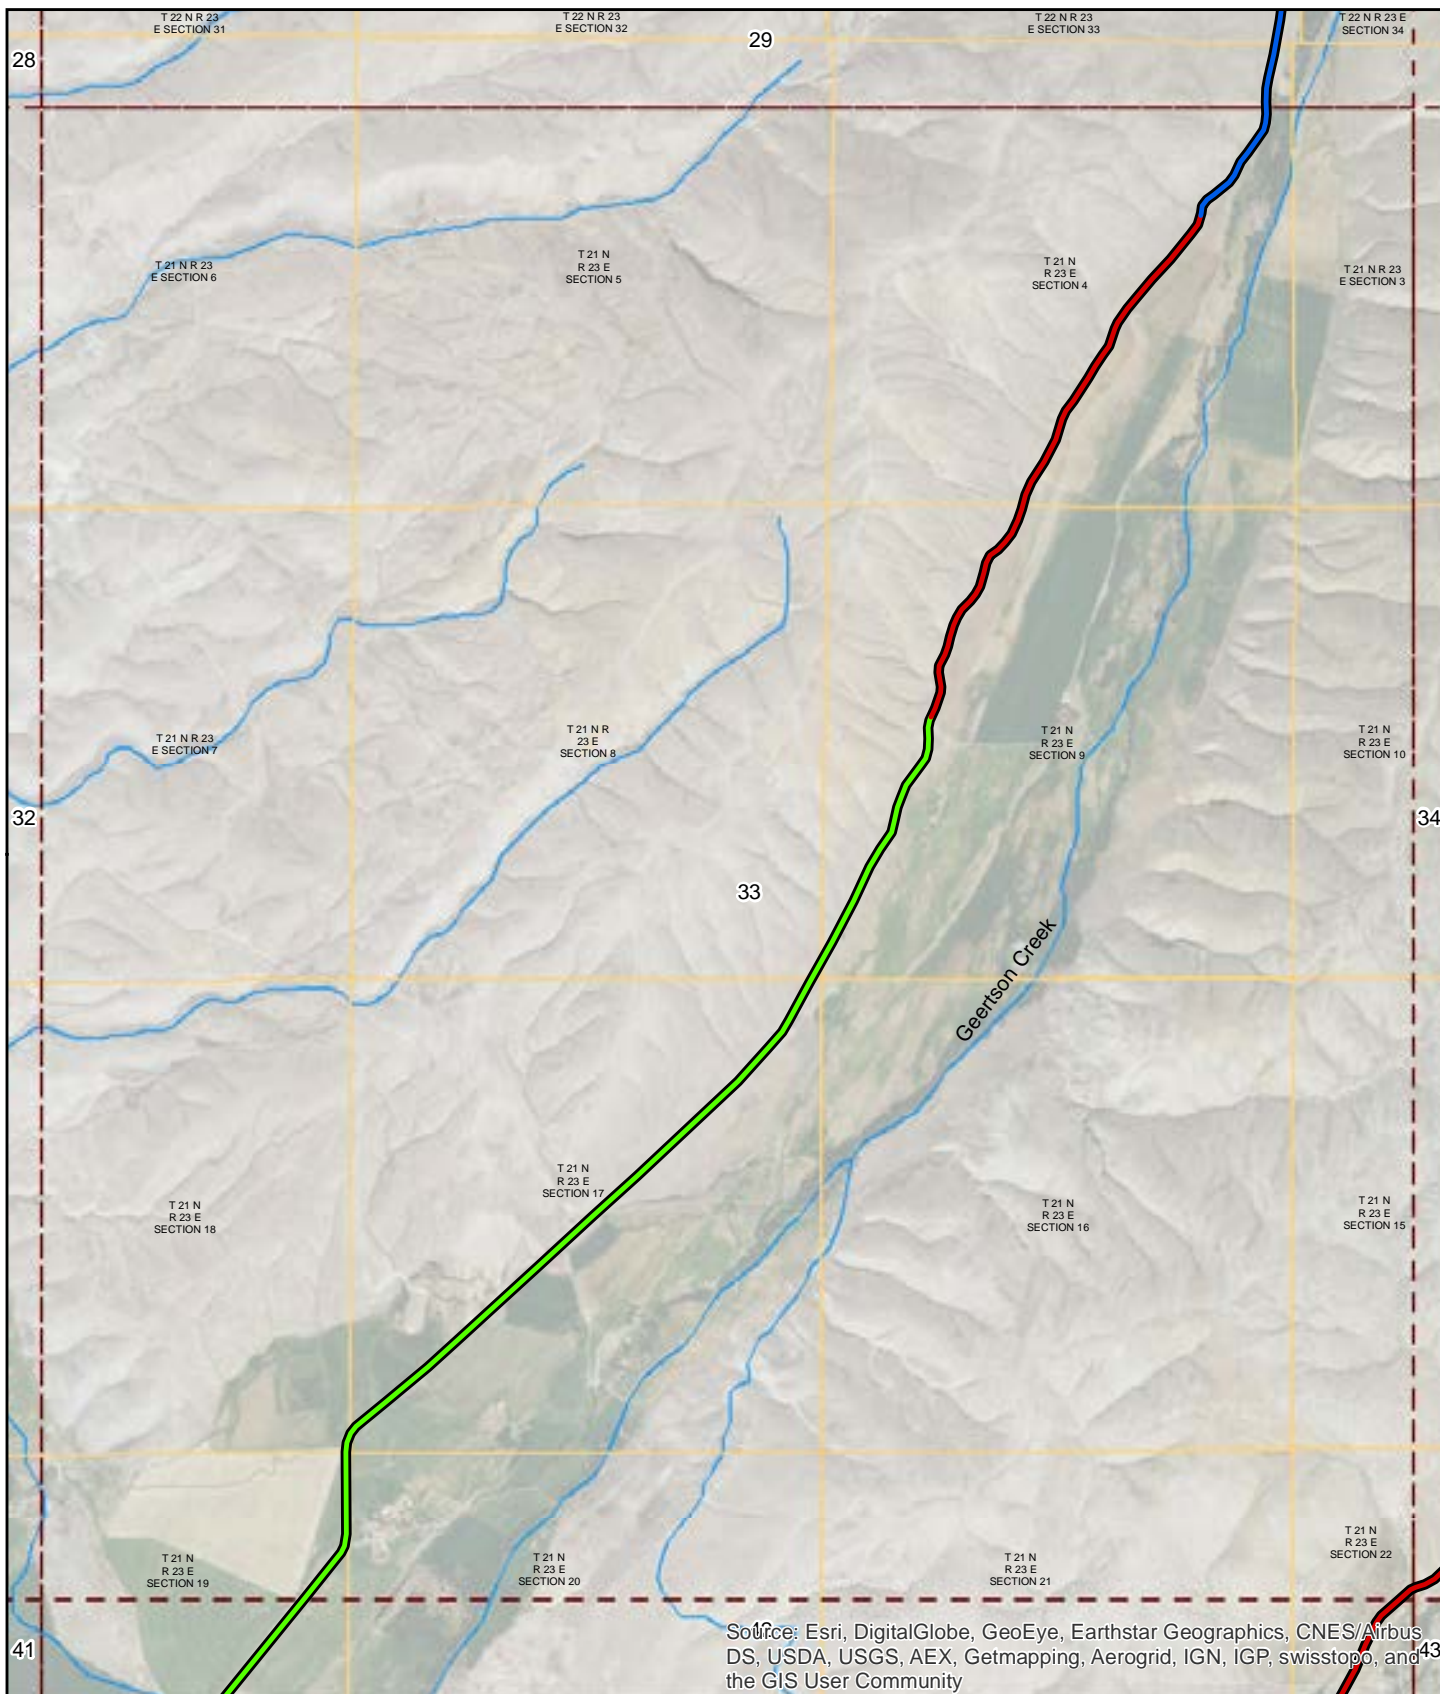 T 22 N R 23
E SECTION 31
T 22 N R 23
E SECTION 32
29
T 22 N R 23
E SECTION 33
T 22 N R 23 E
SECTION 34
28
T 21 N R 23
E SECTION 6
T 21 N
R 23 E
SECTION 5
T 21 N
R 23 E
SECTION 4
T 21 N R 23
E SECTION 3
T 21 N R 23
E SECTION 7
T 21 N R
23 E
SECTION 8
T 21 N
R 23 E
SECTION 9
T 21 N
R 23 E
SECTION 10
32
34
33
Geertson Creek
T 21 N
R 23 E
SECTION 18
T 21 N
R 23 E
SECTION 17
T 21 N
R 23 E
SECTION 16
T 21 N
R 23 E
SECTION 15
T 21 N
R 23 E
SECTION 19
T 21 N
R 23 E
SECTION 20
T 21 N
R 23 E
SECTION 21
T 21 N
R 23 E
SECTION 22
41
43
Source: Esri, DigitalGlobe, GeoEye, Earthstar Geographics, CNES/Airbus
DS, USDA, USGS, AEX, Getmapping, Aerogrid, IGN, IGP, swisstopo, and
the GIS User Community